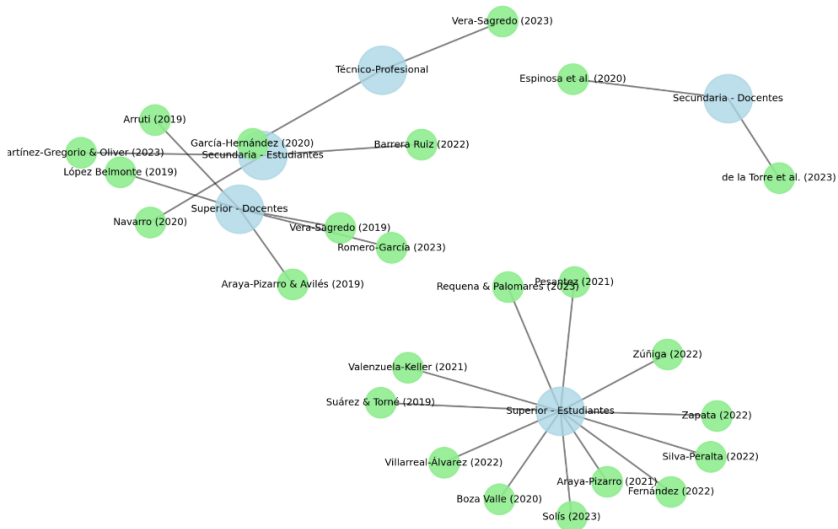 Vera-Sagredo (2023)
Técnico-Profesional
Espinosa et al. (2020)
Secundaria - Docentes
Arruti (2019)
García-Hernández (2020)
Barrera Ruiz (2022)
artínez-Gregorio & Oliver (2023)
Secundaria - Estudiantes
López Belmonte (2019)
de la Torre et al. (2023)
Superior - Docentes
Navarro (2020)
Vera-Sagredo (2019)
Romero-García (2023)
Araya-Pizarro & Avilés (2019)
Requena & Palomares (2023)
Pesantez (2021)
Zúñiga (2022)
Valenzuela-Keller (2021)
Suárez & Torné (2019)
Superior - Estudiantes
Zapata (2022)
Silva-Peralta (2022)
Villarreal-Álvarez (2022)
Araya-Pizarro (2021)
Fernández (2022)
Boza Valle (2020)
Solís (2023)